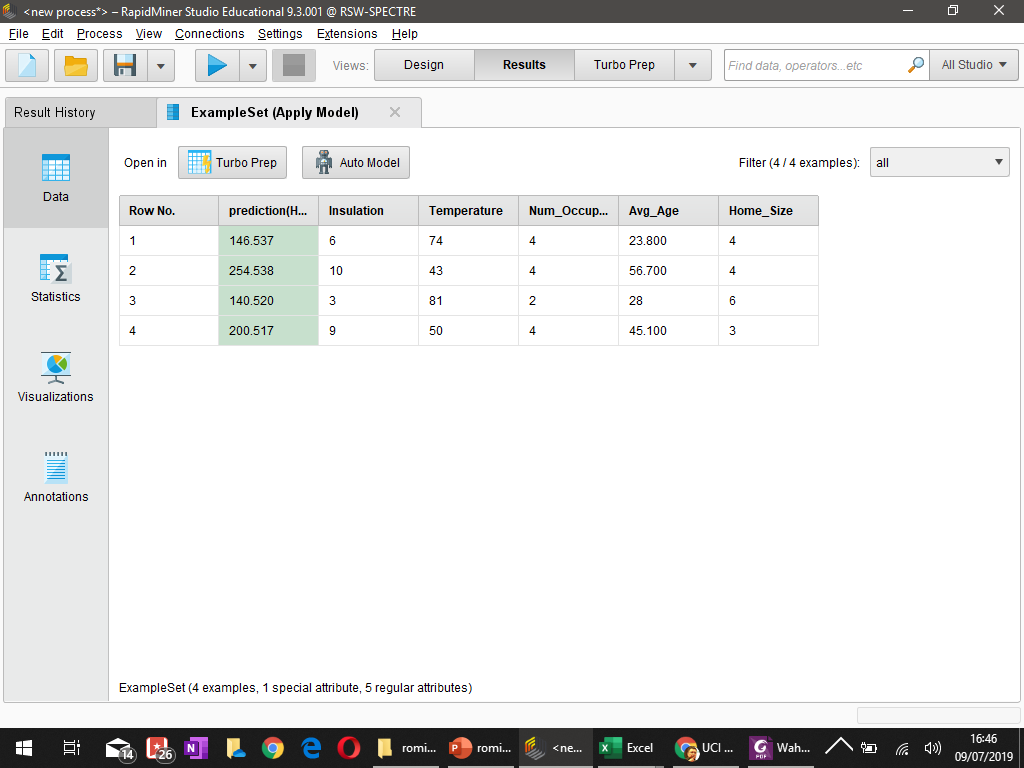 <new process*> – RapidMiner Studio Educational 9.3.001 @ RSW-SPECTRE
File Edit Process View Connections Settings Extensions Help
Views: Design Results Turbo Prep Find data, operators...etc All Studio
Result History ExampleSet (Apply Model)
Open in Turbo Prep Auto Model Filter (4 / 4 examples): all
Data
Row No. prediction(H... Insulation Temperature Num_Occup... Avg_Age Home_Size
1 146.537 6 74 4 23.800 4
2 254.538 10 43 4 56.700 4
3 140.520 3 81 2 28 6
4 200.517 9 50 4 45.100 3
Statistics
Visualizations
Annotations
ExampleSet (4 examples, 1 special attribute, 5 regular attributes)
14 26 N romi... P romi... <ne... X Excel UCI ... G PDF Wah... 16:46
09/07/2019